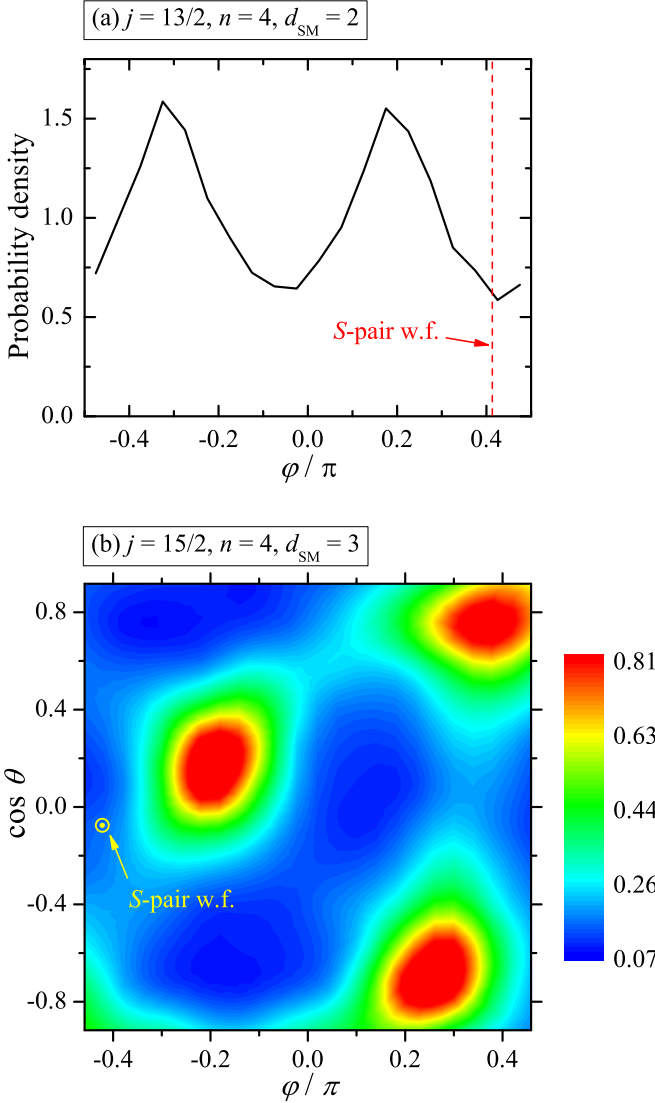 (a) j = 13/2, n = 4, d_SM = 2
Probability density
1.5
1.0
0.5
0.0
S-pair w.f.
-0.4 -0.2 0.0 0.2 0.4
φ / π
(b) j = 15/2, n = 4, d_SM = 3
cos θ
0.8
0.4
0.0
-0.4
-0.8
S-pair w.f.
0.81
0.63
0.44
0.26
0.07
-0.4 -0.2 0.0 0.2 0.4
φ / π